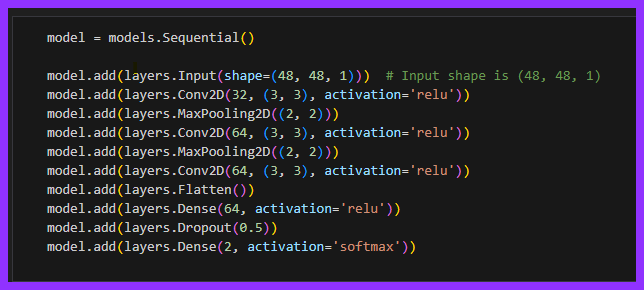 model = models.Sequential()
model.add(layers.Input(shape=(48, 48, 1)))  # Input shape is (48, 48, 1)
model.add(layers.Conv2D(32, (3, 3), activation='relu'))
model.add(layers.MaxPooling2D((2, 2)))
model.add(layers.Conv2D(64, (3, 3), activation='relu'))
model.add(layers.MaxPooling2D((2, 2)))
model.add(layers.Conv2D(64, (3, 3), activation='relu'))
model.add(layers.Flatten())
model.add(layers.Dense(64, activation='relu'))
model.add(layers.Dropout(0.5))
model.add(layers.Dense(2, activation='softmax'))